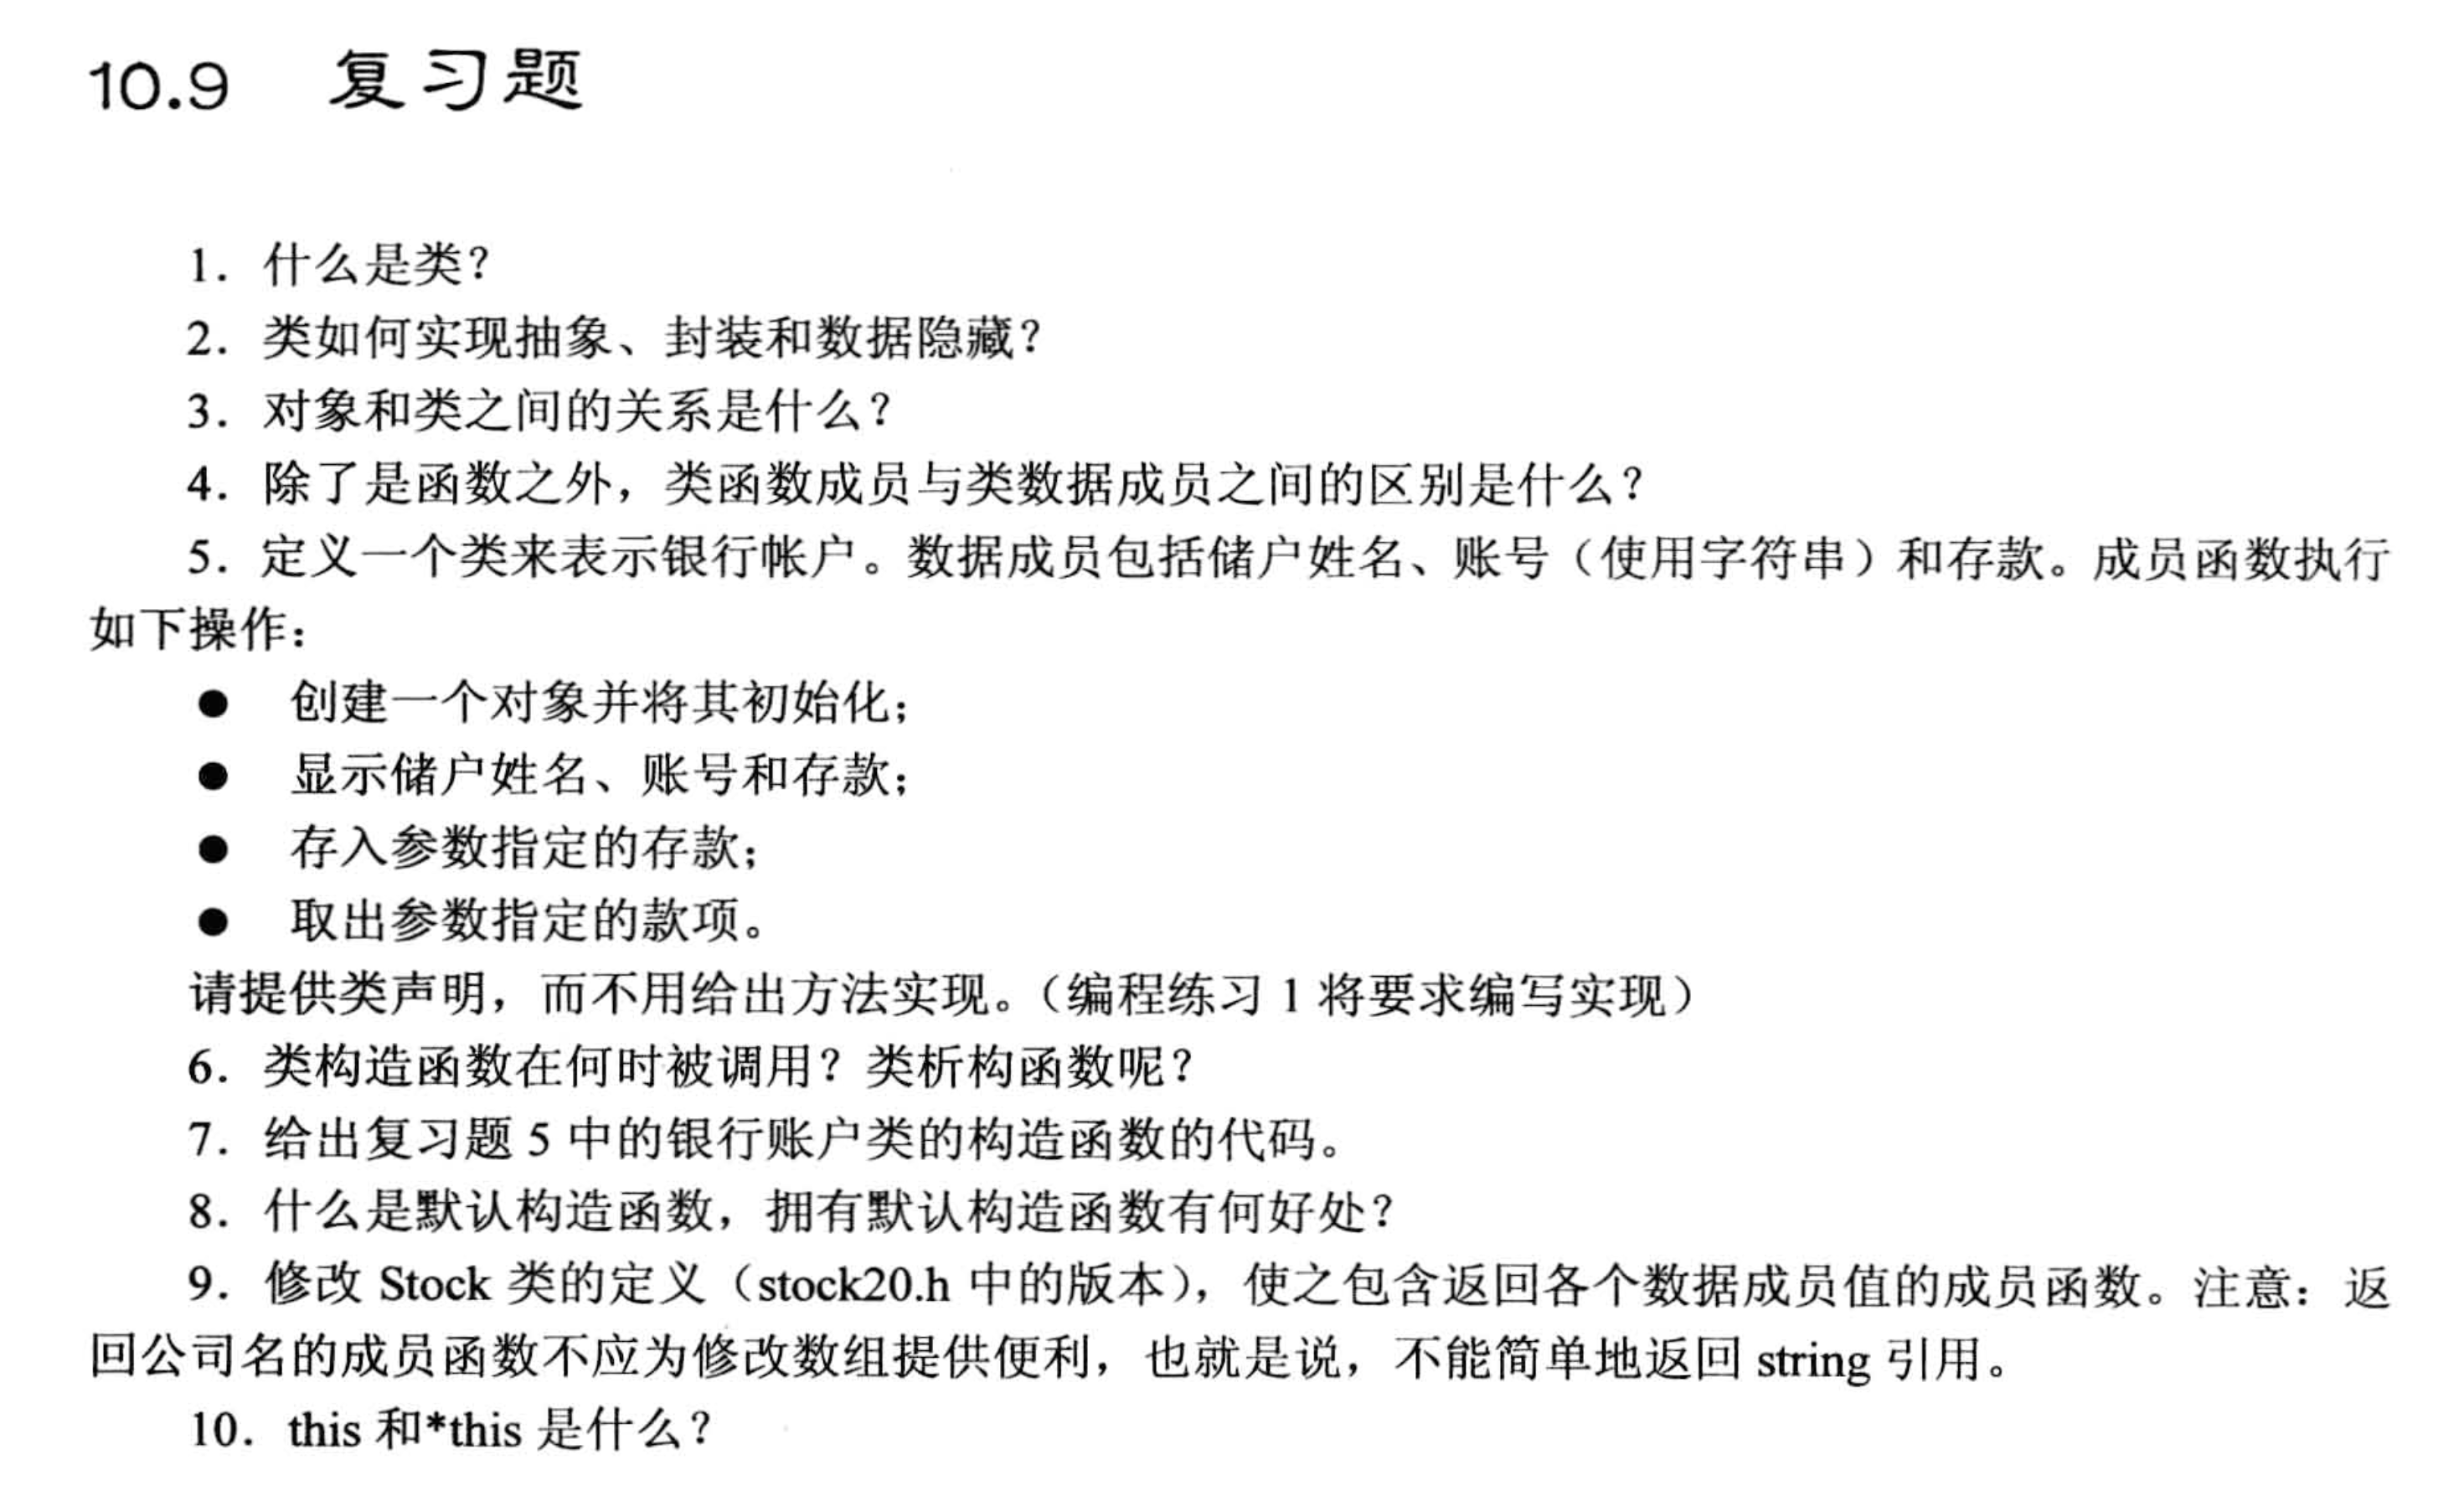 10.9 复习题
1. 什么是类?
2. 类如何实现抽象、封装和数据隐藏?
3. 对象和类之间的关系是什么?
4. 除了是函数之外，类函数成员与类数据成员之间的区别是什么?
5. 定义一个类来表示银行帐户。数据成员包括储户姓名、账号（使用字符串）和存款。成员函数执行
如下操作：
● 创建一个对象并将其初始化；
● 显示储户姓名、账号和存款；
● 存入参数指定的存款；
● 取出参数指定的款项。
请提供类声明，而不用给出方法实现。（编程练习 1 将要求编写实现）
6. 类构造函数在何时被调用？类析构函数呢?
7. 给出复习题 5 中的银行账户类的构造函数的代码。
8. 什么是默认构造函数，拥有默认构造函数有何好处?
9. 修改 Stock 类的定义（stock20.h 中的版本），使之包含返回各个数据成员值的成员函数。注意：返
回公司名的成员函数不应为修改数组提供便利，也就是说，不能简单地返回 string 引用。
10. this 和*this 是什么?